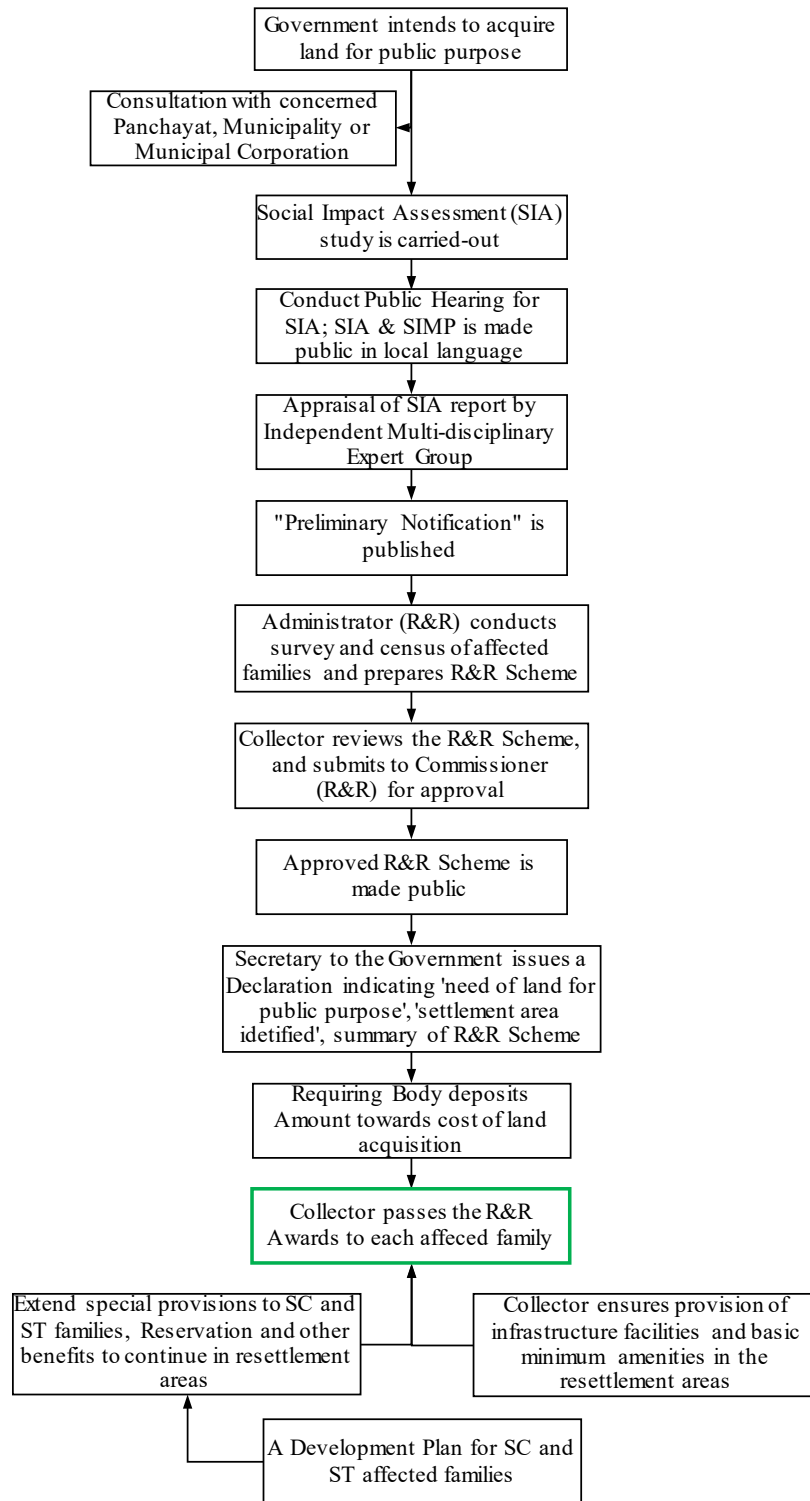 Government intends to acquire
land for public purpose
Consultation with concerned
Panchayat, Municipality or
Municipal Corporation
Social Impact Assessment (SIA)
study is carried-out
Conduct Public Hearing for
SIA; SIA & SIMP is made
public in local language
Appraisal of SIA report by
Independent Multi-disciplinary
Expert Group
"Preliminary Notification" is
published
Administrator (R&R) conducts
survey and census of affected
families and prepares R&R Scheme
Collector reviews the R&R Scheme,
and submits to Commissioner
(R&R) for approval
Approved R&R Scheme is
made public
Secretary to the Government issues a
Declaration indicating 'need of land for
public purpose', 'settlement area
idetified', summary of R&R Scheme
Requiring Body deposits
Amount towards cost of land
acquisition
Collector passes the R&R
Awards to each affeced family
Extend special provisions to SC and
ST families, Reservation and other
benefits to continue in resettlement
areas
Collector ensures provision of
infrastructure facilities and basic
minimum amenities in the
resettlement areas
A Development Plan for SC and
ST affected families